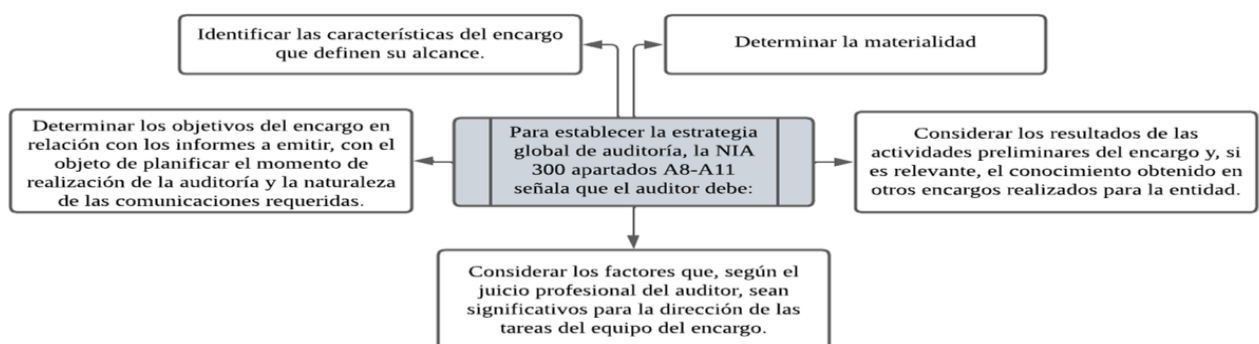 Identificar las características del encargo
que definen su alcance.
Determinar la materialidad
Determinar los objetivos del encargo en
relación con los informes a emitir, con el
objeto de planificar el momento de
realización de la auditoría y la naturaleza
de las comunicaciones requeridas.
Para establecer la estrategia
global de auditoría, la NIA
300 apartados A8-A11
señala que el auditor debe:
Considerar los resultados de las
actividades preliminares del encargo y, si
es relevante, el conocimiento obtenido en
otros encargos realizados para la entidad.
Considerar los factores que, según el
juicio profesional del auditor, sean
significativos para la dirección de las
tareas del equipo del encargo.